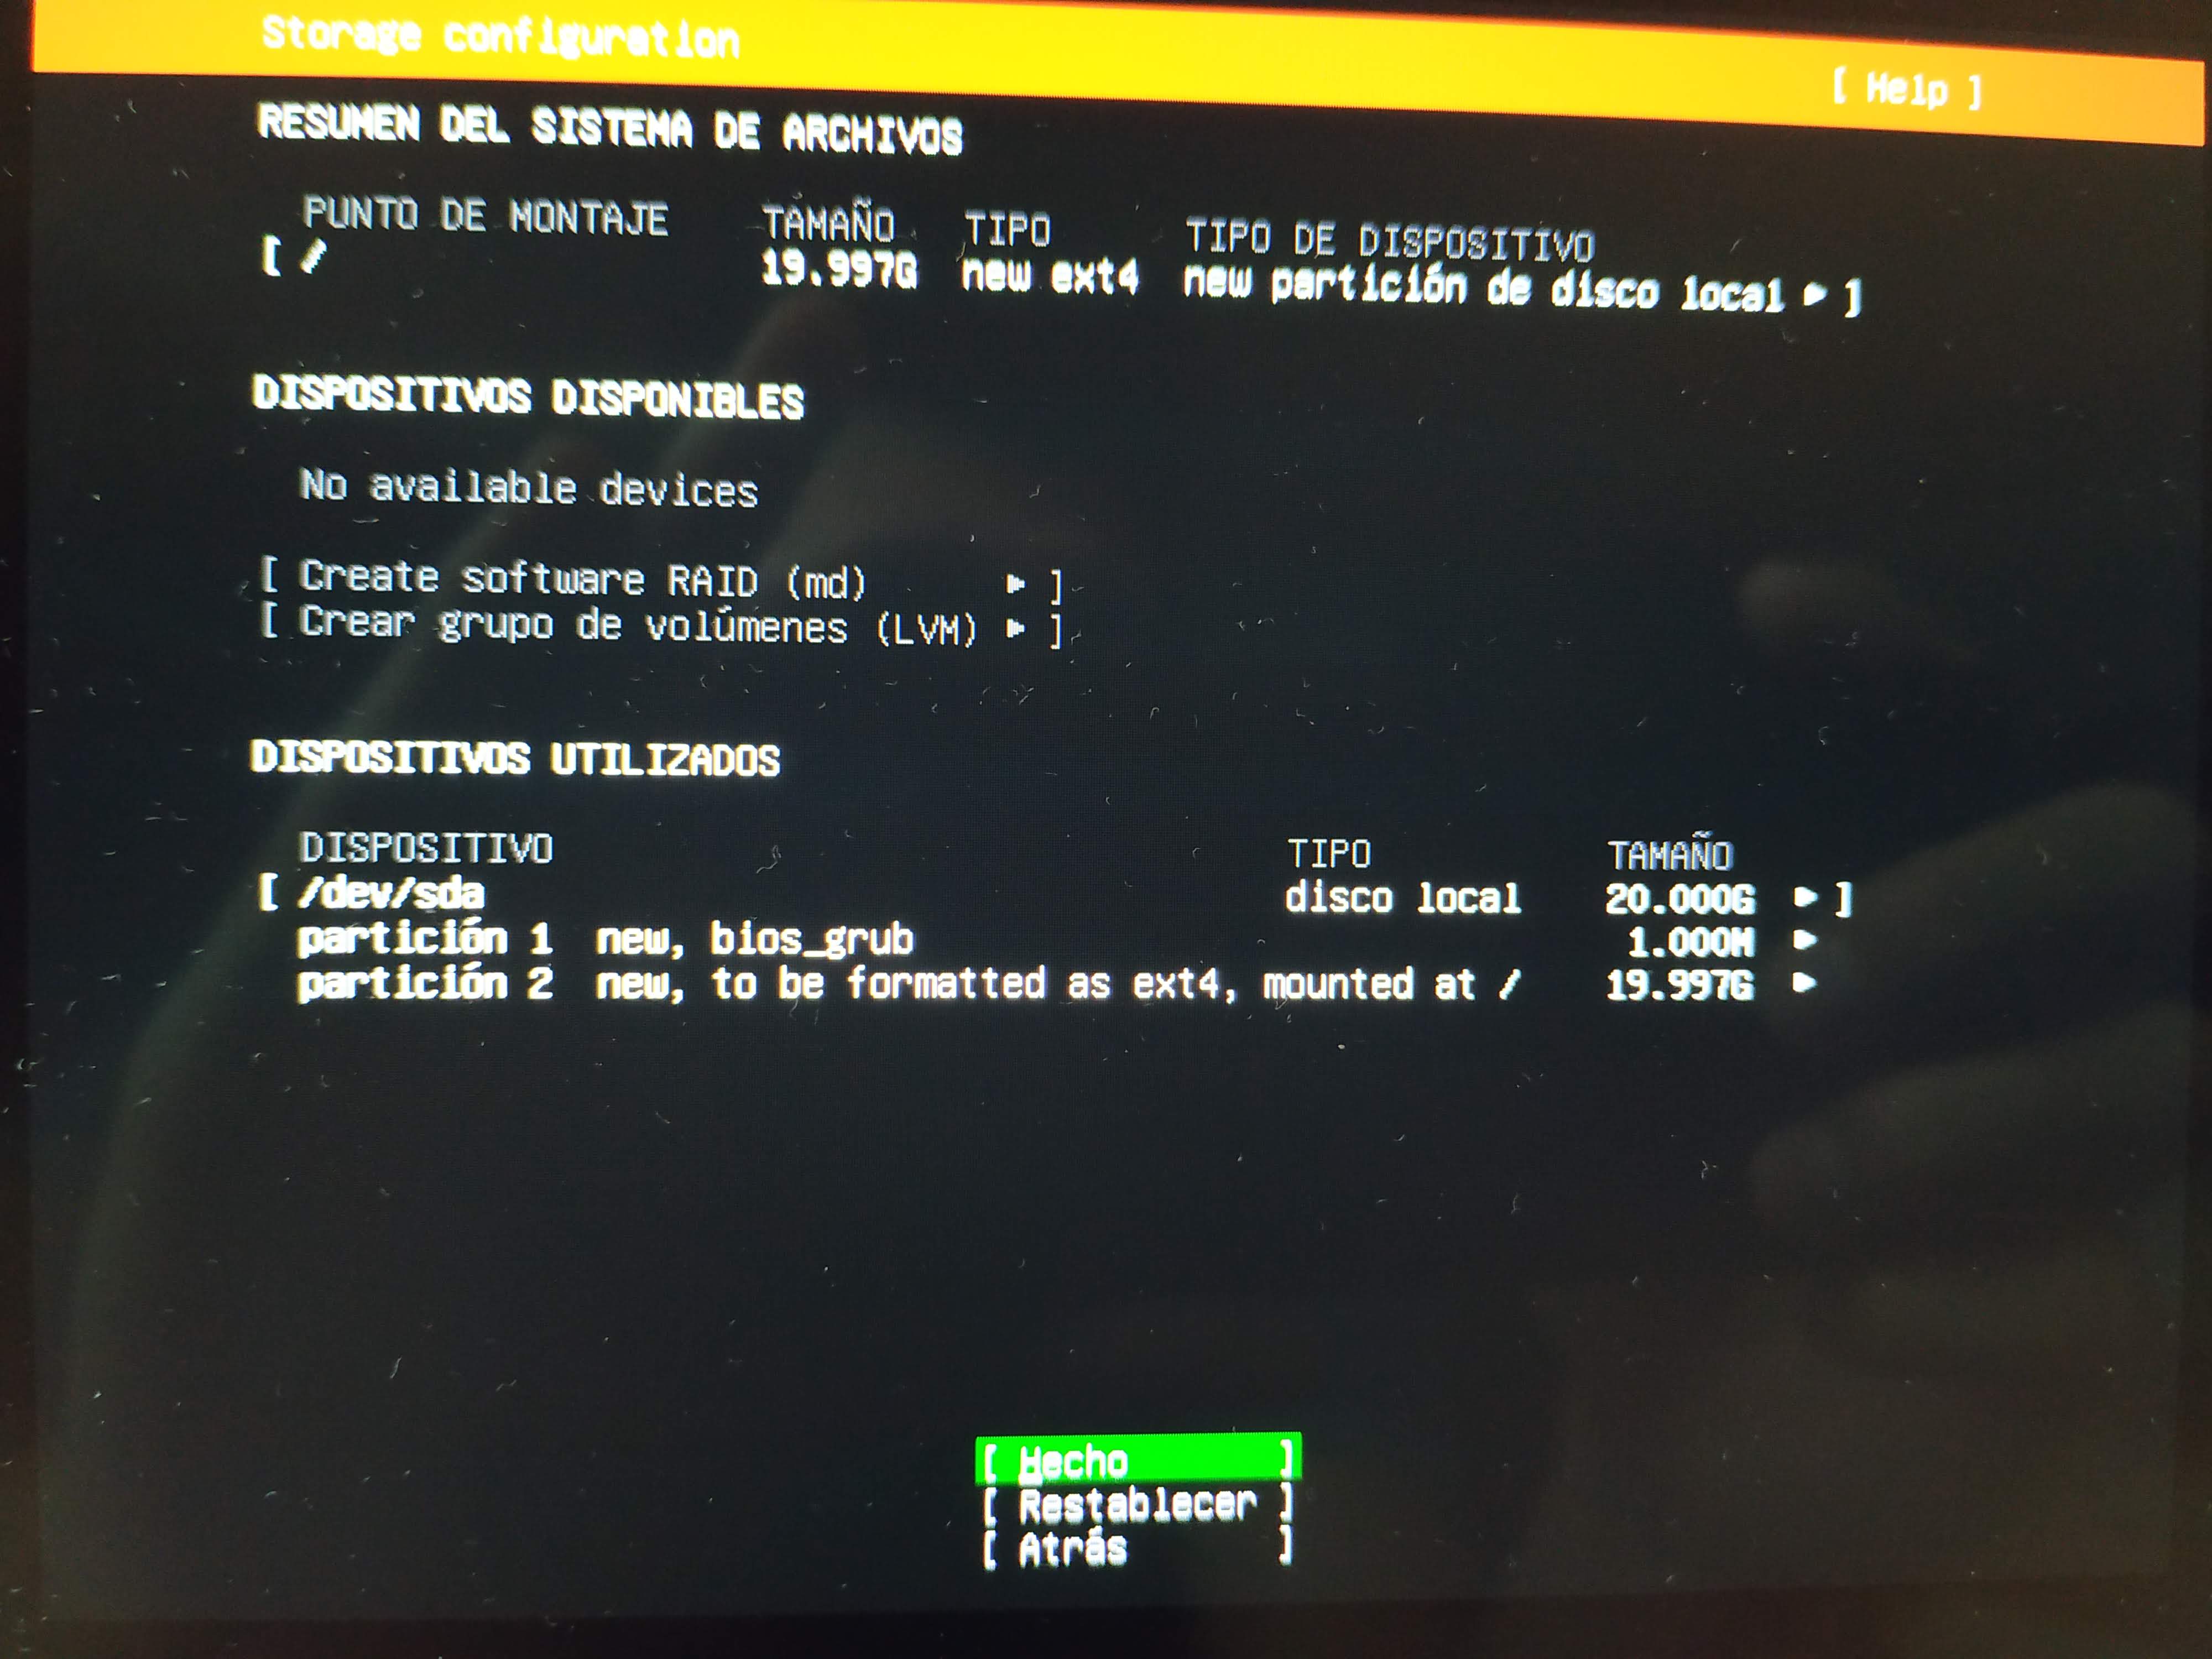 Storage configuration
[ Help ]
RESUMEN DEL SISTEMA DE ARCHIVOS
PUNTO DE MONTAJE TAMAÑO TIPO TIPO DE DISPOSITIVO
[ / 19.997G new ext4 new partición de disco local ▸ ]
DISPOSITIVOS DISPONIBLES
No available devices
[ Create software RAID (md) ▸ ]
[ Crear grupo de volúmenes (LVM) ▸ ]
DISPOSITIVOS UTILIZADOS
DISPOSITIVO TIPO TAMAÑO
[ /dev/sda disco local 20.000G ▸ ]
partición 1 new, bios_grub 1.000M ▸
partición 2 new, to be formatted as ext4, mounted at / 19.997G ▸
[ Hecho ]
[ Restablecer ]
[ Atrás ]